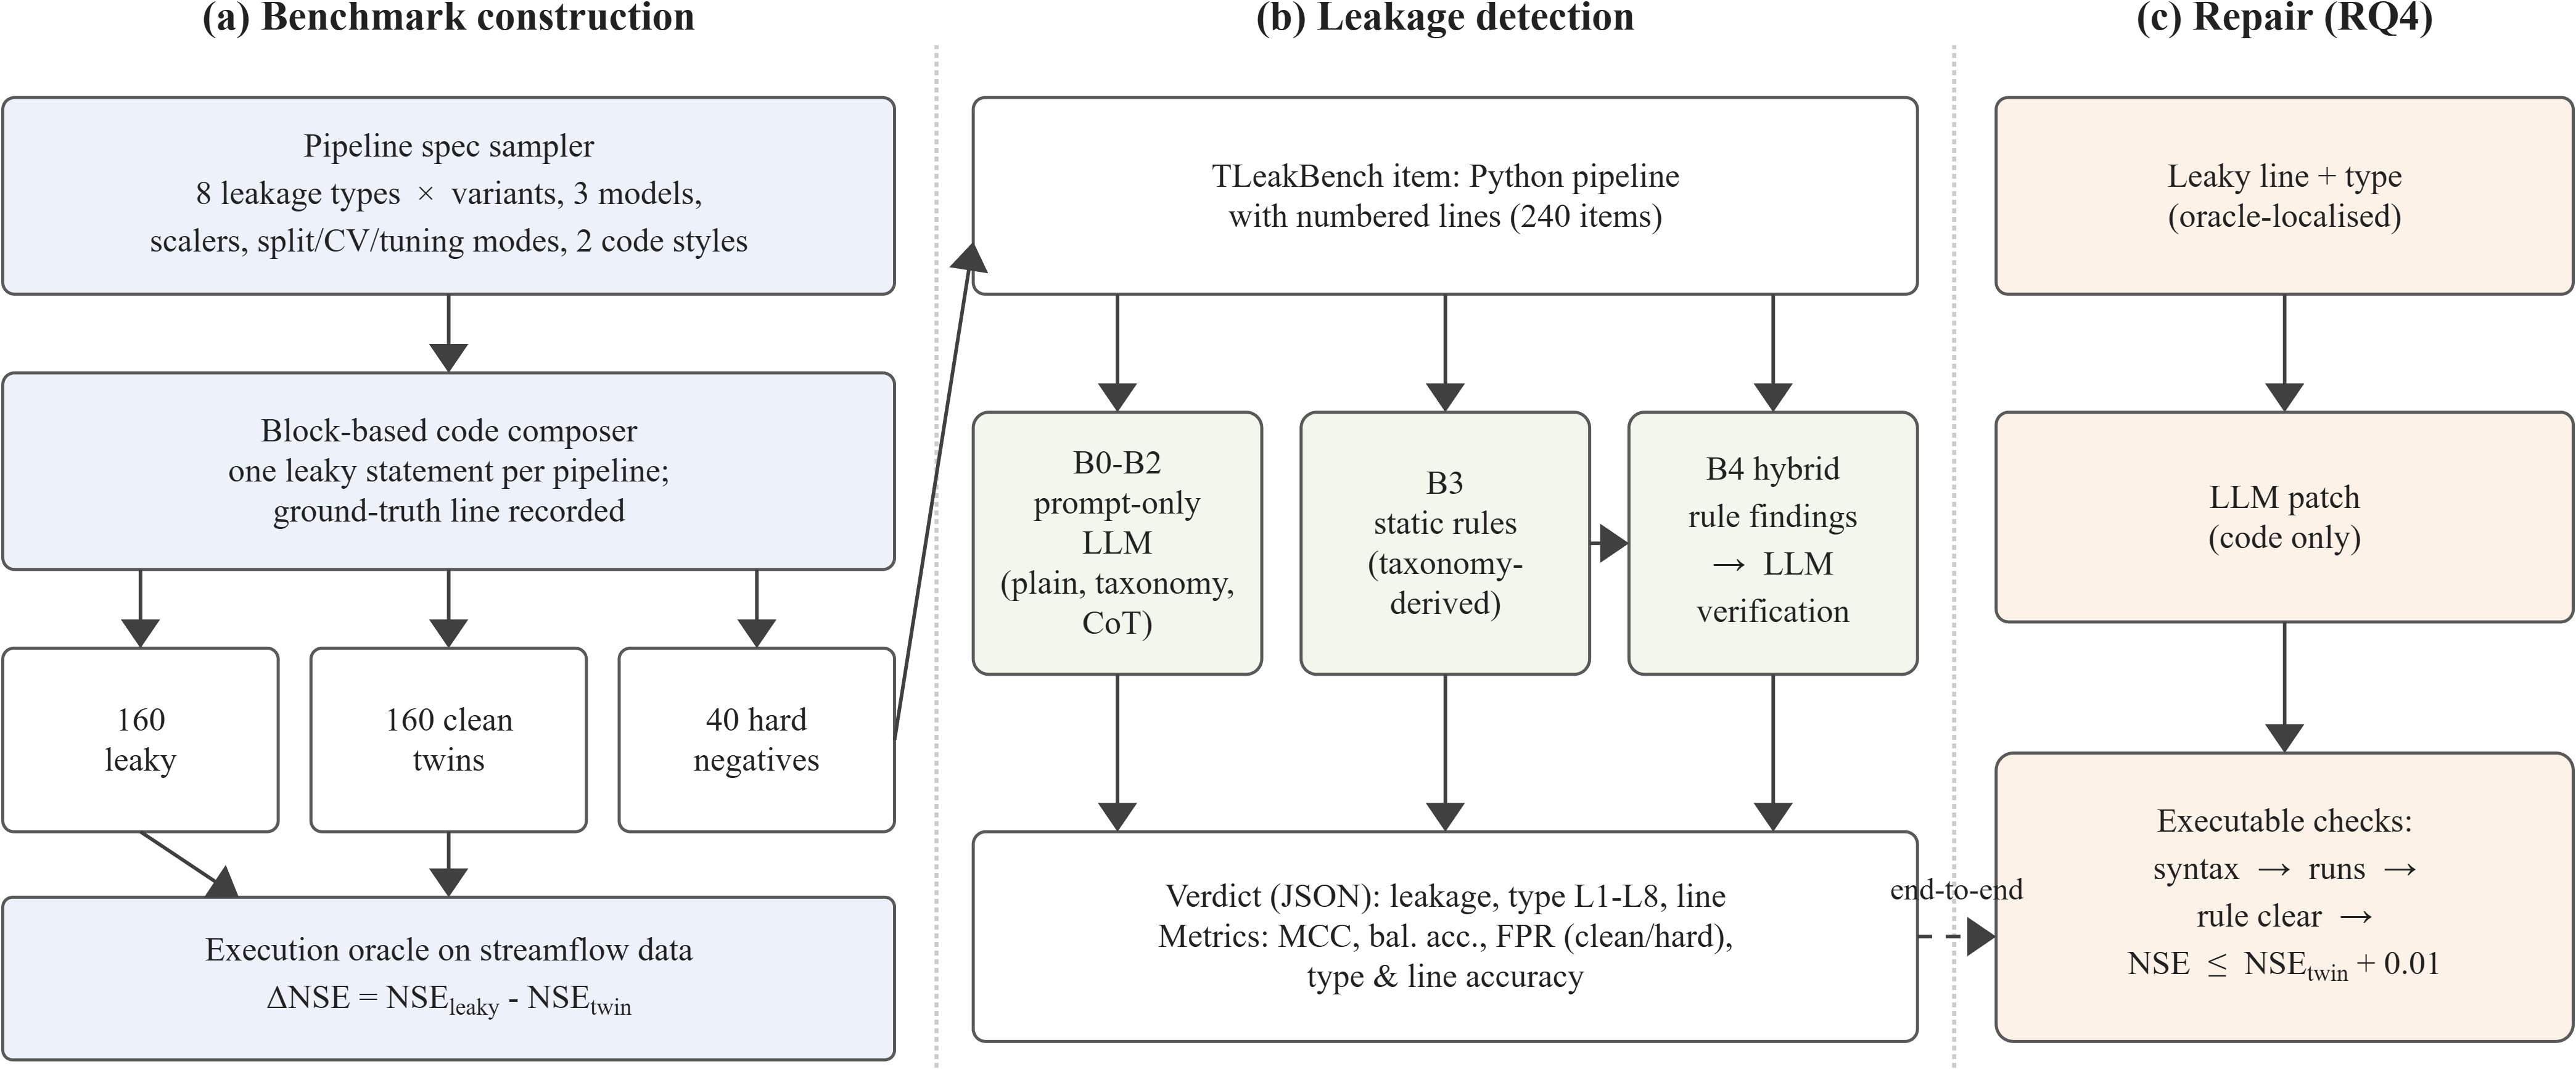 (a) Benchmark construction
Pipeline spec sampler
8 leakage types × variants, 3 models,
scalers, split/CV/tuning modes, 2 code styles
Block-based code composer
one leaky statement per pipeline;
ground-truth line recorded
160
leaky
160 clean
twins
40 hard
negatives
Execution oracle on streamflow data
ΔNSE = NSEleaky - NSEtwin
(b) Leakage detection
TLeakBench item: Python pipeline
with numbered lines (240 items)
B0-B2
prompt-only
LLM
(plain, taxonomy,
CoT)
B3
static rules
(taxonomy-
derived)
B4 hybrid
rule findings
→ LLM
verification
Verdict (JSON): leakage, type L1-L8, line
Metrics: MCC, bal. acc., FPR (clean/hard),
type & line accuracy
end-to-end
(c) Repair (RQ4)
Leaky line + type
(oracle-localised)
LLM patch
(code only)
Executable checks:
syntax → runs →
rule clear →
NSE ≤ NSEtwin + 0.01